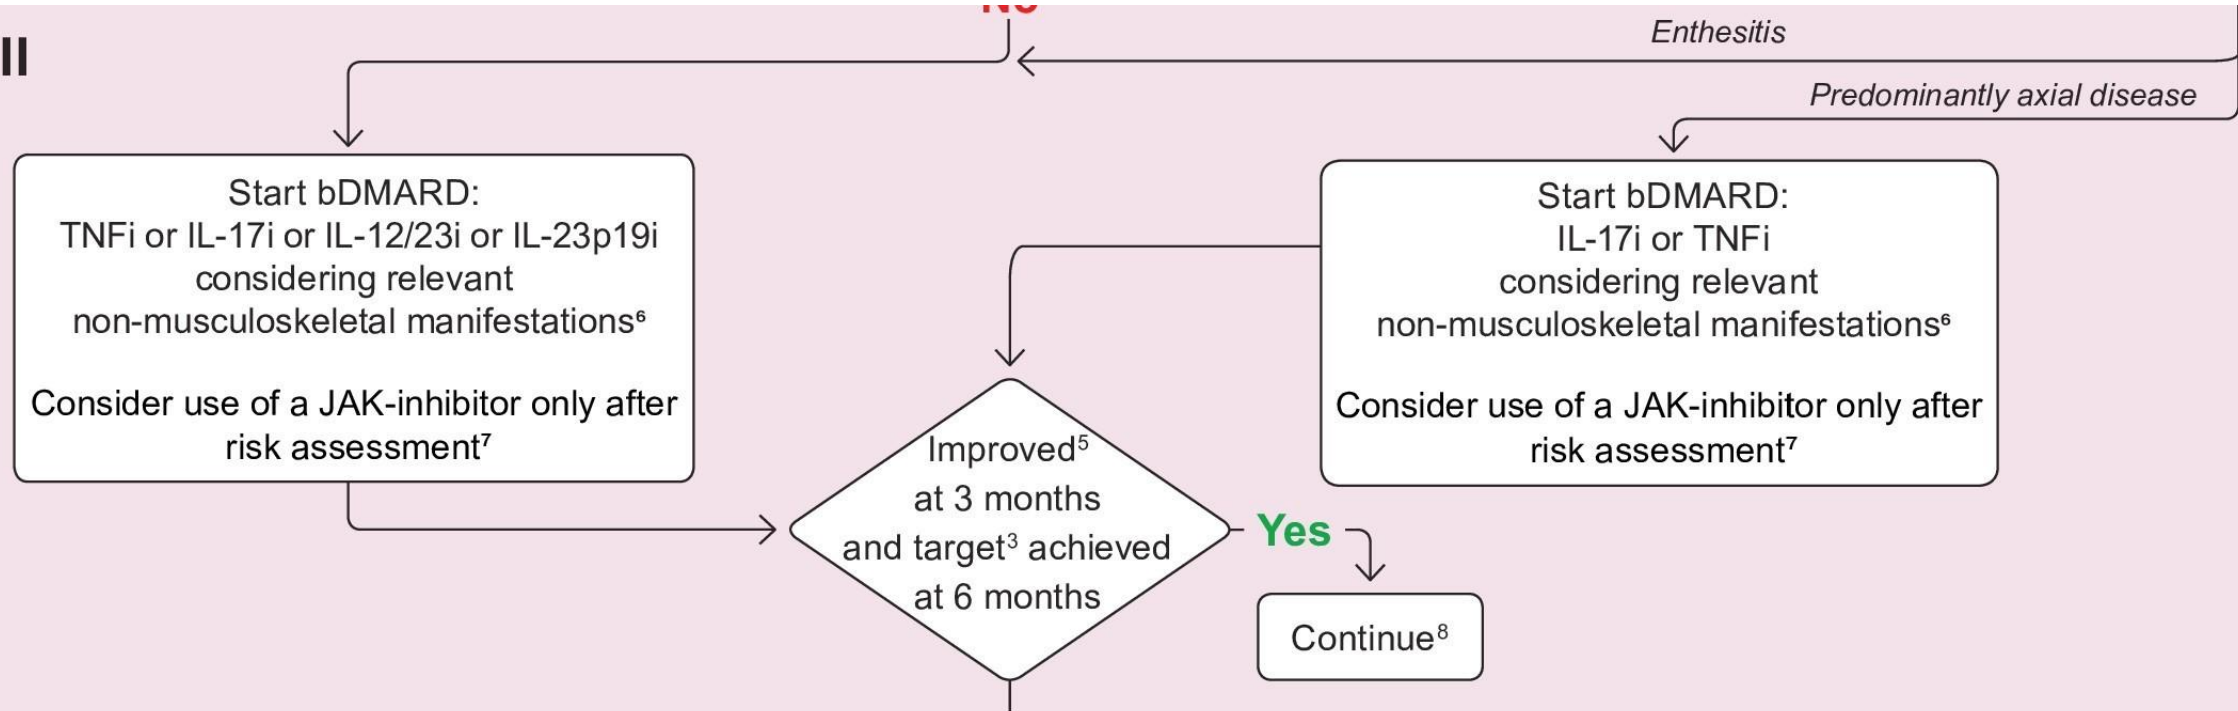 No
II
Enthesitis
Predominantly axial disease
Start bDMARD:
TNFi or IL-17i or IL-12/23i or IL-23p19i
considering relevant
non-musculoskeletal manifestations⁶
Consider use of a JAK-inhibitor only after
risk assessment⁷
Start bDMARD:
IL-17i or TNFi
considering relevant
non-musculoskeletal manifestations⁶
Consider use of a JAK-inhibitor only after
risk assessment⁷
Improved⁵
at 3 months
and target³ achieved
at 6 months
Yes
Continue⁸